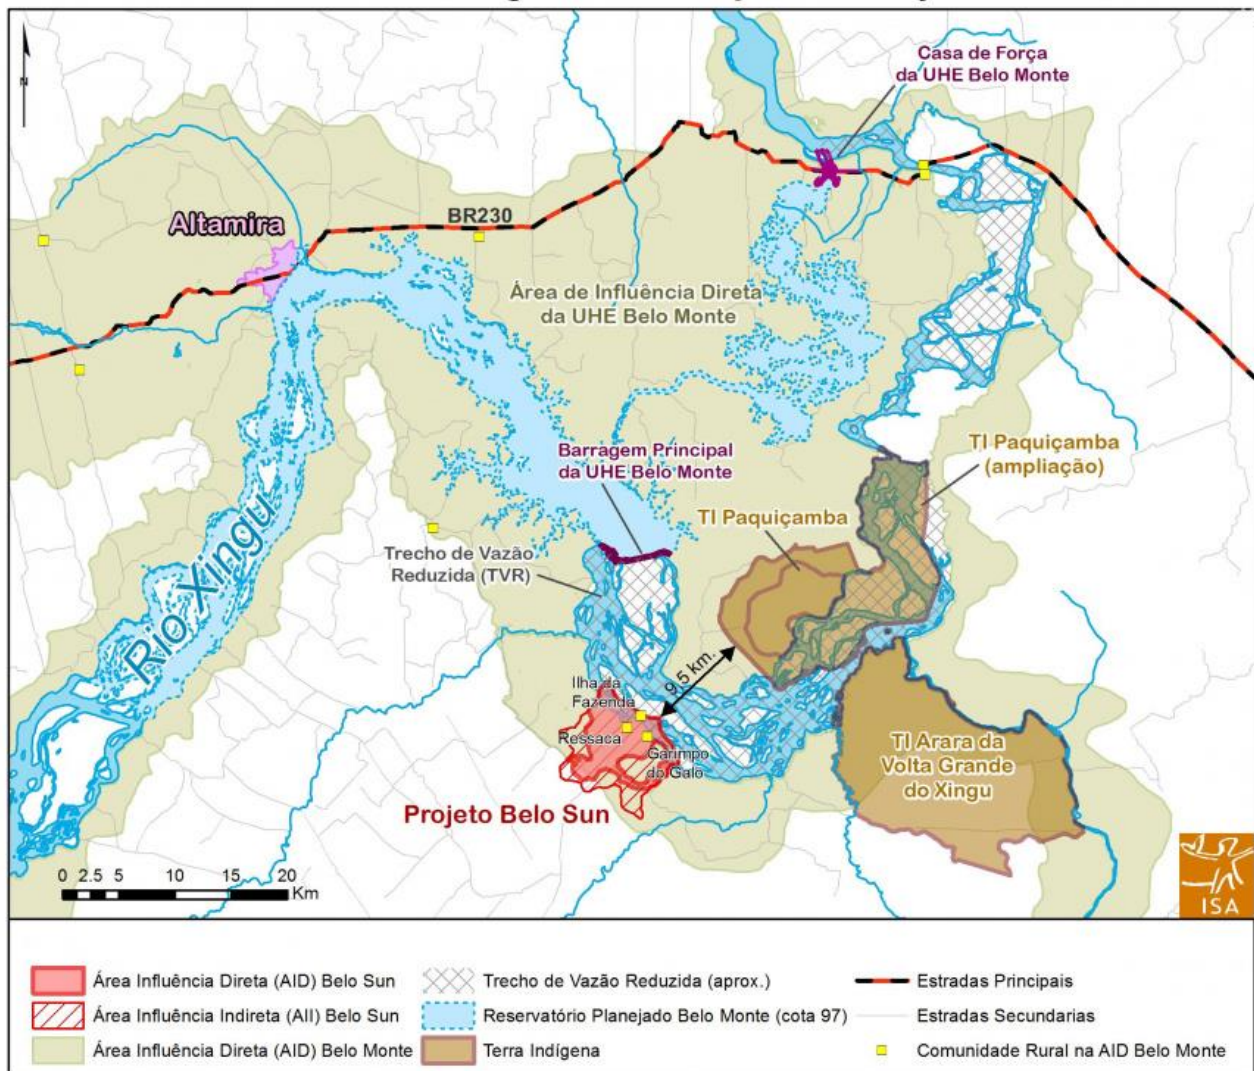 N
Casa de Força
da UHE Belo Monte
Altamira
BR230
Área de Influência Direta
da UHE Belo Monte
Barragem Principal
da UHE Belo Monte
TI Paquiçamba
(ampliação)
TI Paquiçamba
Trecho de Vazão
Reduzida (TVR)
Rio Xingu
9,5 km.
Ilha da
Fazenda
Ressaca
Garimpo
do Galo
TI Arara da
Volta Grande
do Xingu
Projeto Belo Sun
0 2.5 5 10 15 20
Km
ISA
Área Influência Direta (AID) Belo Sun
Área Influência Indireta (AII) Belo Sun
Área Influência Direta (AID) Belo Monte
Trecho de Vazão Reduzida (aprox.)
Reservatório Planejado Belo Monte (cota 97)
Terra Indígena
Estradas Principais
Estradas Secundarias
Comunidade Rural na AID Belo Monte